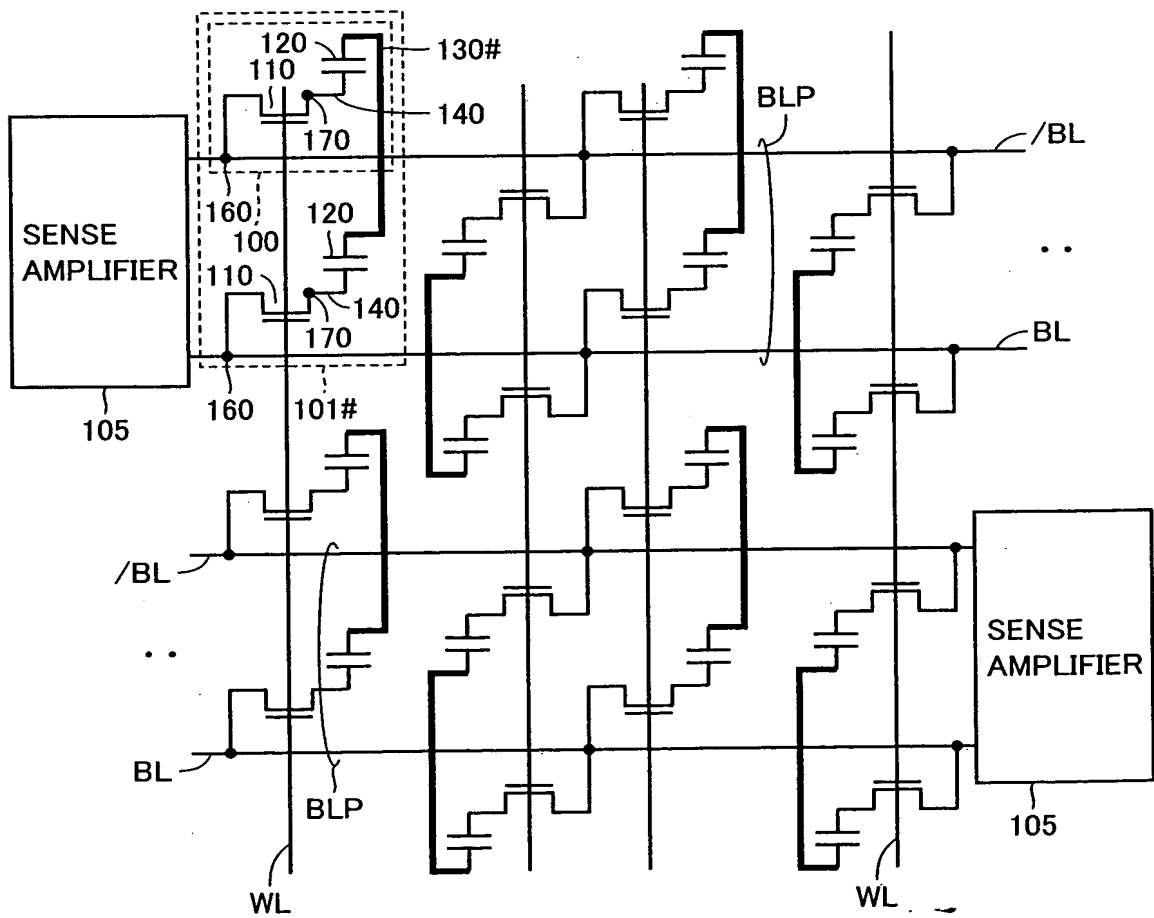 120
130#
110
BLP
140
170
/BL
160
100
120
SENSE
AMPLIFIER
110
140
170
BL
160
101#
105
/BL
SENSE
AMPLIFIER
BL
BLP
105
WL
WL